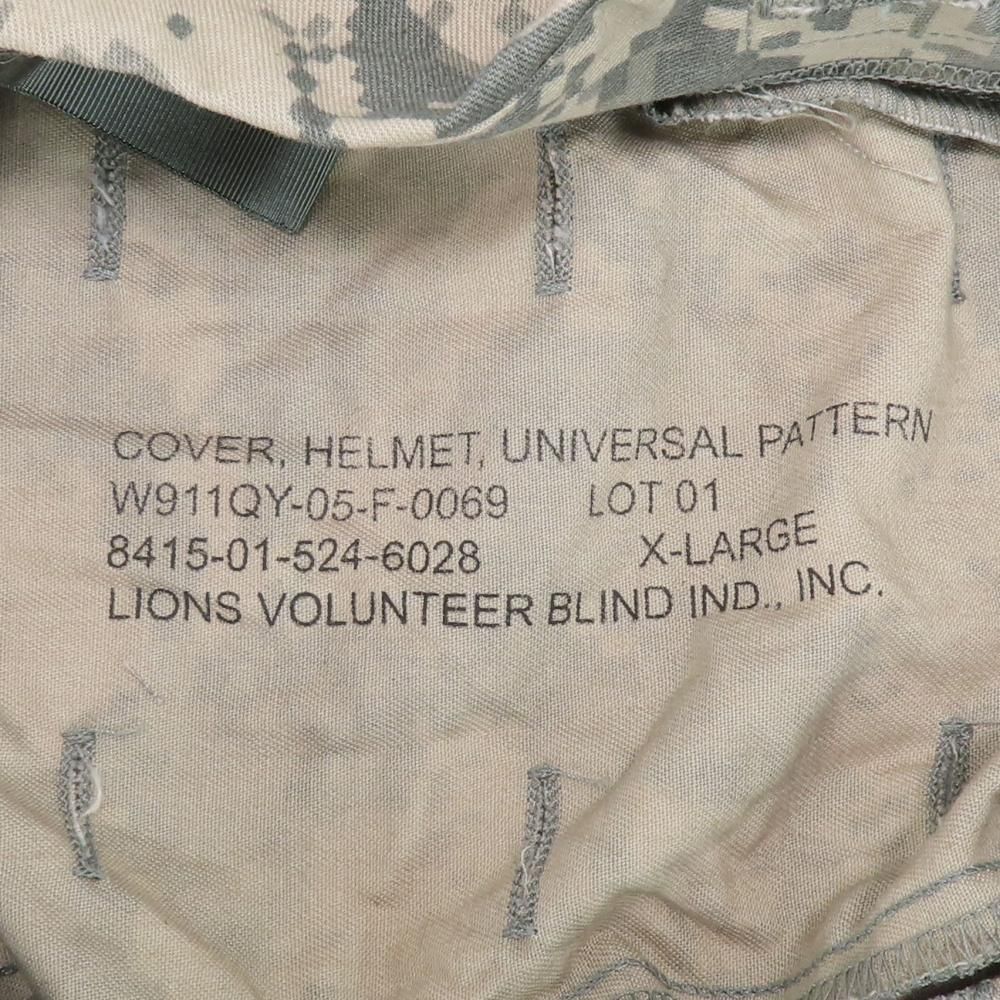 COVER, HELMET, UNIVERSAL PATTERN
W911QY-05-F-0069 LOT 01
8415-01-524-6028 X-LARGE
LIONS VOLUNTEER BLIND IND., INC.